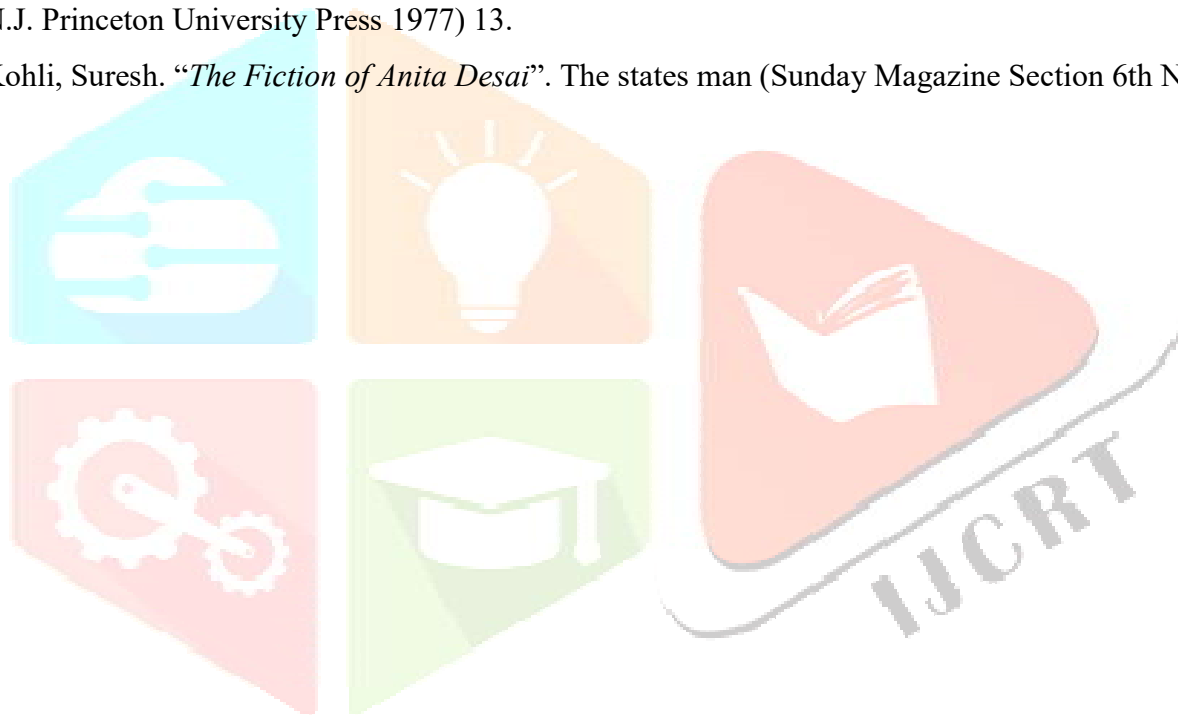 N.J. Princeton University Press 1977) 13.
Kohli, Suresh. “The Fiction of Anita Desai”. The states man (Sunday Magazine Section 6th N
IJCRT